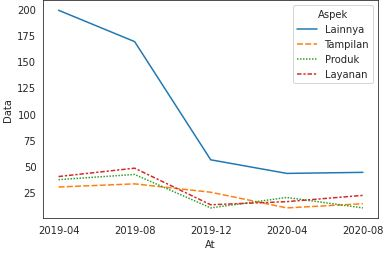 200
175
150
125
100
75
50
25
Data
Aspek
Lainnya
Tampilan
Produk
Layanan
2019-04
2019-08
2019-12
2020-04
2020-08
At